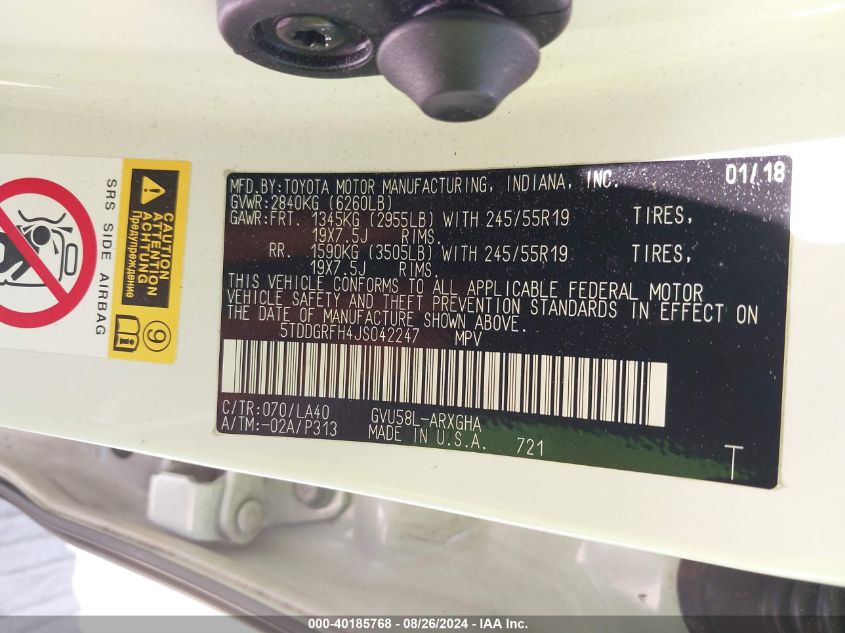 MFD.BY:TOYOTA MOTOR MANUFACTURING, INDIANA, INC. 01/18
GVWR:2840KG (6260LB)
GAWR:FRT. 1345KG (2955LB) WITH 245/55R19 TIRES,
19X7.5J RIMS.
RR. 1590KG (3505LB) WITH 245/55R19 TIRES,
19X7.5J RIMS.
THIS VEHICLE CONFORMS TO ALL APPLICABLE FEDERAL MOTOR
VEHICLE SAFETY AND THEFT PREVENTION STANDARDS IN EFFECT ON
THE DATE OF MANUFACTURE SHOWN ABOVE.
5TDDGRFH4JS042247 MPV
C/TR:070/LA40 GVU58L-ARXGHA
A/TM:-02A/P313 MADE IN U.S.A. 721
T
SRS SIDE AIRBAG
CAUTION
ATTENTION
ACHTUNG
Предупреждение
9
000-40185768 - 08/26/2024 - IAA Inc.